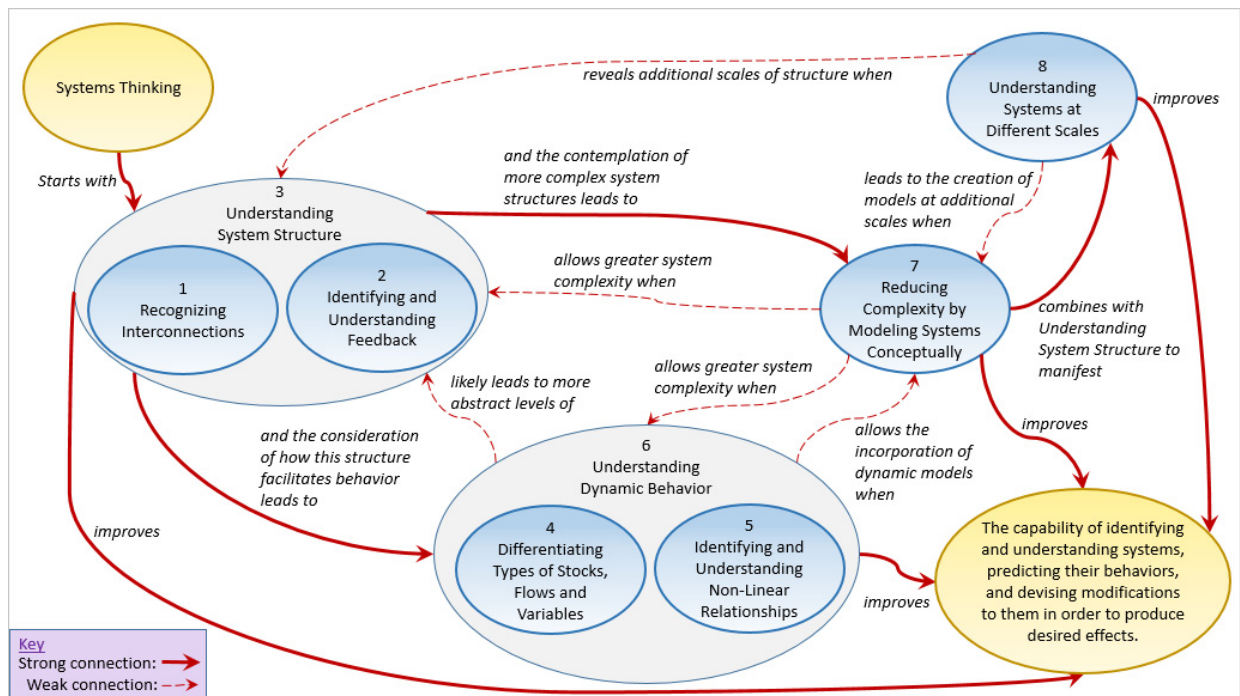 Systems Thinking
Starts with
reveals additional scales of structure when
8
Understanding
Systems at
Different Scales
improves
3
Understanding
System Structure
and the contemplation of
more complex system
structures leads to
leads to the creation of
models at additional
scales when
1
Recognizing
Interconnections
2
Identifying and
Understanding
Feedback
allows greater system
complexity when
7
Reducing
Complexity by
Modeling Systems
Conceptually
combines with
Understanding
System Structure to
manifest
likely leads to more
abstract levels of
allows greater system
complexity when
and the consideration
of how this structure
facilitates behavior
leads to
allows the
incorporation of
dynamic models
when
improves
6
Understanding
Dynamic Behavior
improves
4
Differentiating
Types of Stocks,
Flows and
Variables
5
Identifying and
Understanding
Non-Linear
Relationships
improves
The capability of identifying
and understanding systems,
predicting their behaviors,
and devising modifications
to them in order to produce
desired effects.
Key
Strong connection:
Weak connection: